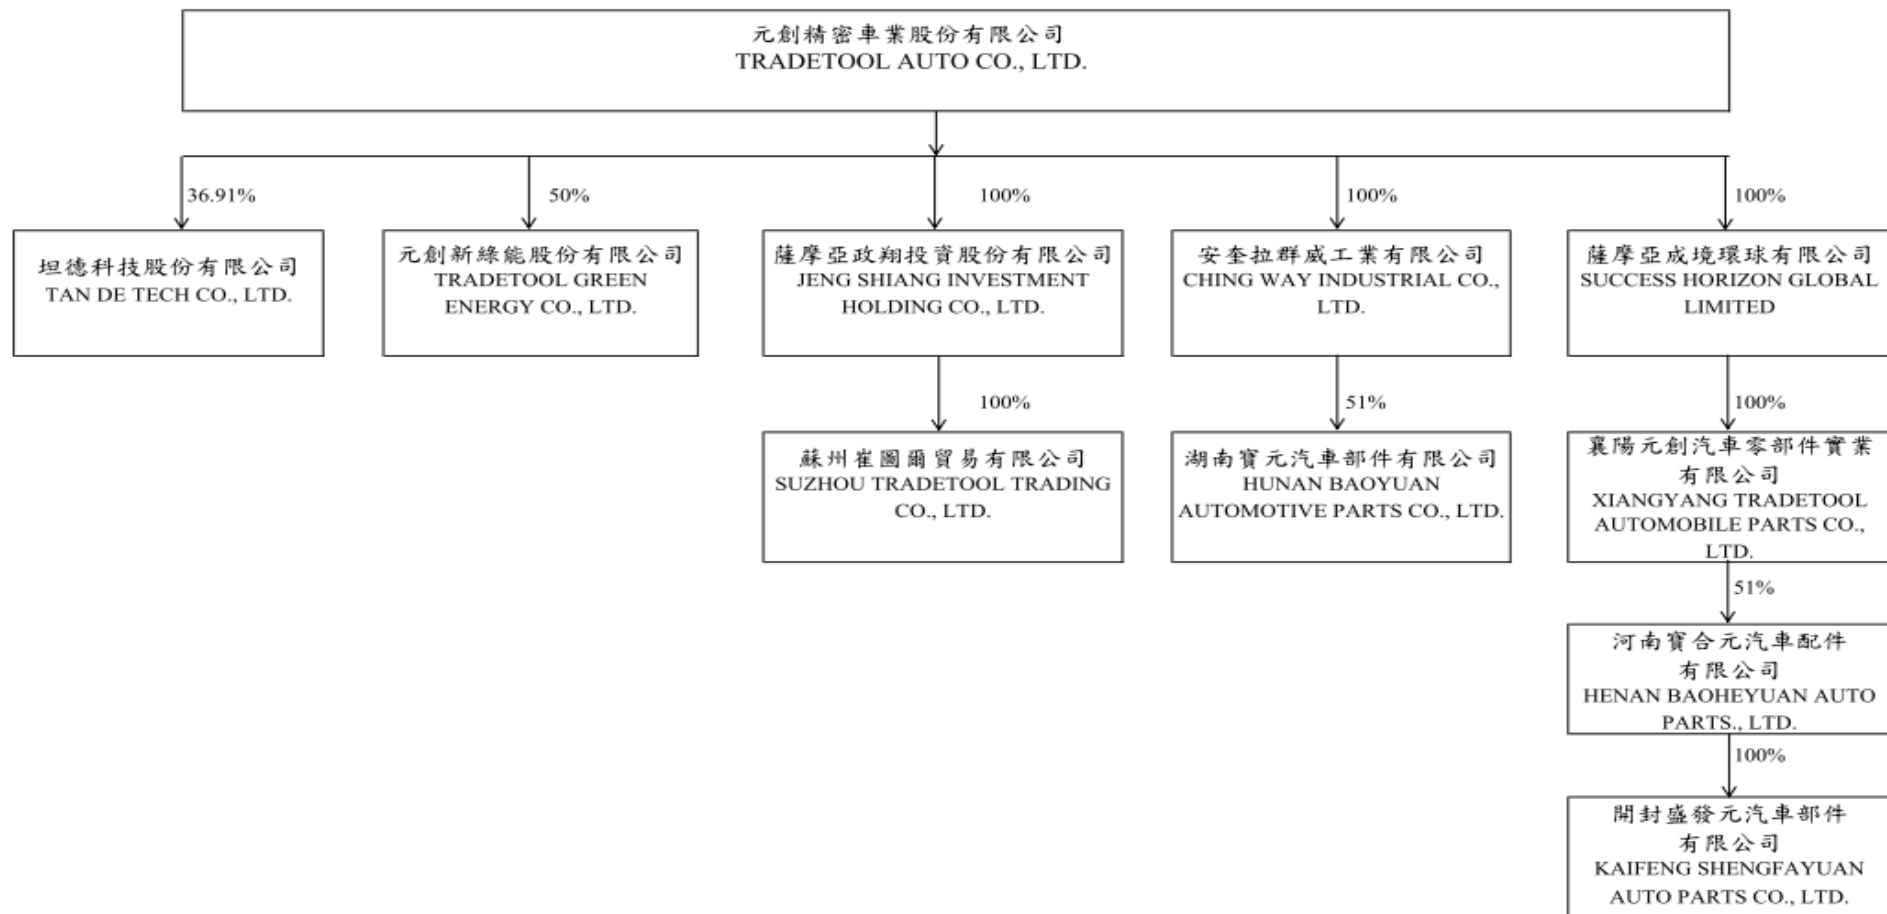 元創精密車業股份有限公司
TRADETOOL AUTO CO., LTD.
36.91%
50%
100%
100%
100%
坦德科技股份有限公司
TAN DE TECH CO., LTD.
元創新綠能股份有限公司
TRADETOOL GREEN
ENERGY CO., LTD.
薩摩亞政翔投資股份有限公司
JENG SHIANG INVESTMENT
HOLDING CO., LTD.
安奎拉群威工業有限公司
CHING WAY INDUSTRIAL CO.,
LTD.
薩摩亞成境環球有限公司
SUCCESS HORIZON GLOBAL
LIMITED
100%
51%
100%
蘇州崔圖爾貿易有限公司
SUZHOU TRADETOOL TRADING
CO., LTD.
湖南寶元汽車部件有限公司
HUNAN BAOYUAN
AUTOMOTIVE PARTS CO., LTD.
襄陽元創汽車零部件實業
有限公司
XIANGYANG TRADETOOL
AUTOMOBILE PARTS CO.,
LTD.
51%
河南寶合元汽車配件
有限公司
HENAN BAOHEYUAN AUTO
PARTS., LTD.
100%
開封盛發元汽車部件
有限公司
KAIFENG SHENGFAYUAN
AUTO PARTS CO., LTD.